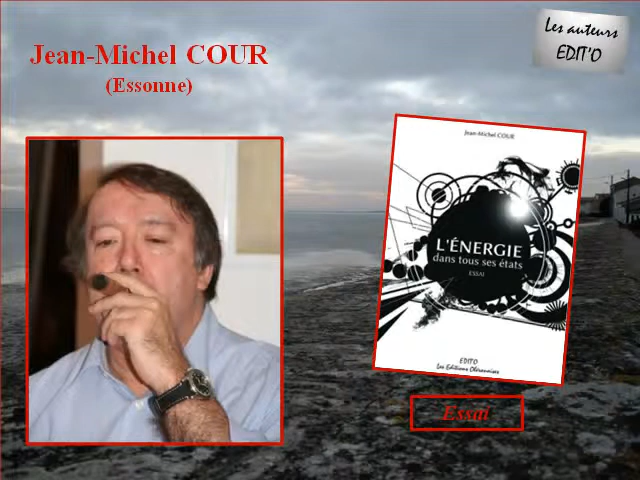 Jean-Michel COUR
(Essonne)
Les auteurs
EDIT'O
Jean-Michel COUR
L'ÉNERGIE
dans tous ses états
ESSAI
EDITO
Les Editions Oléronaises
Essai